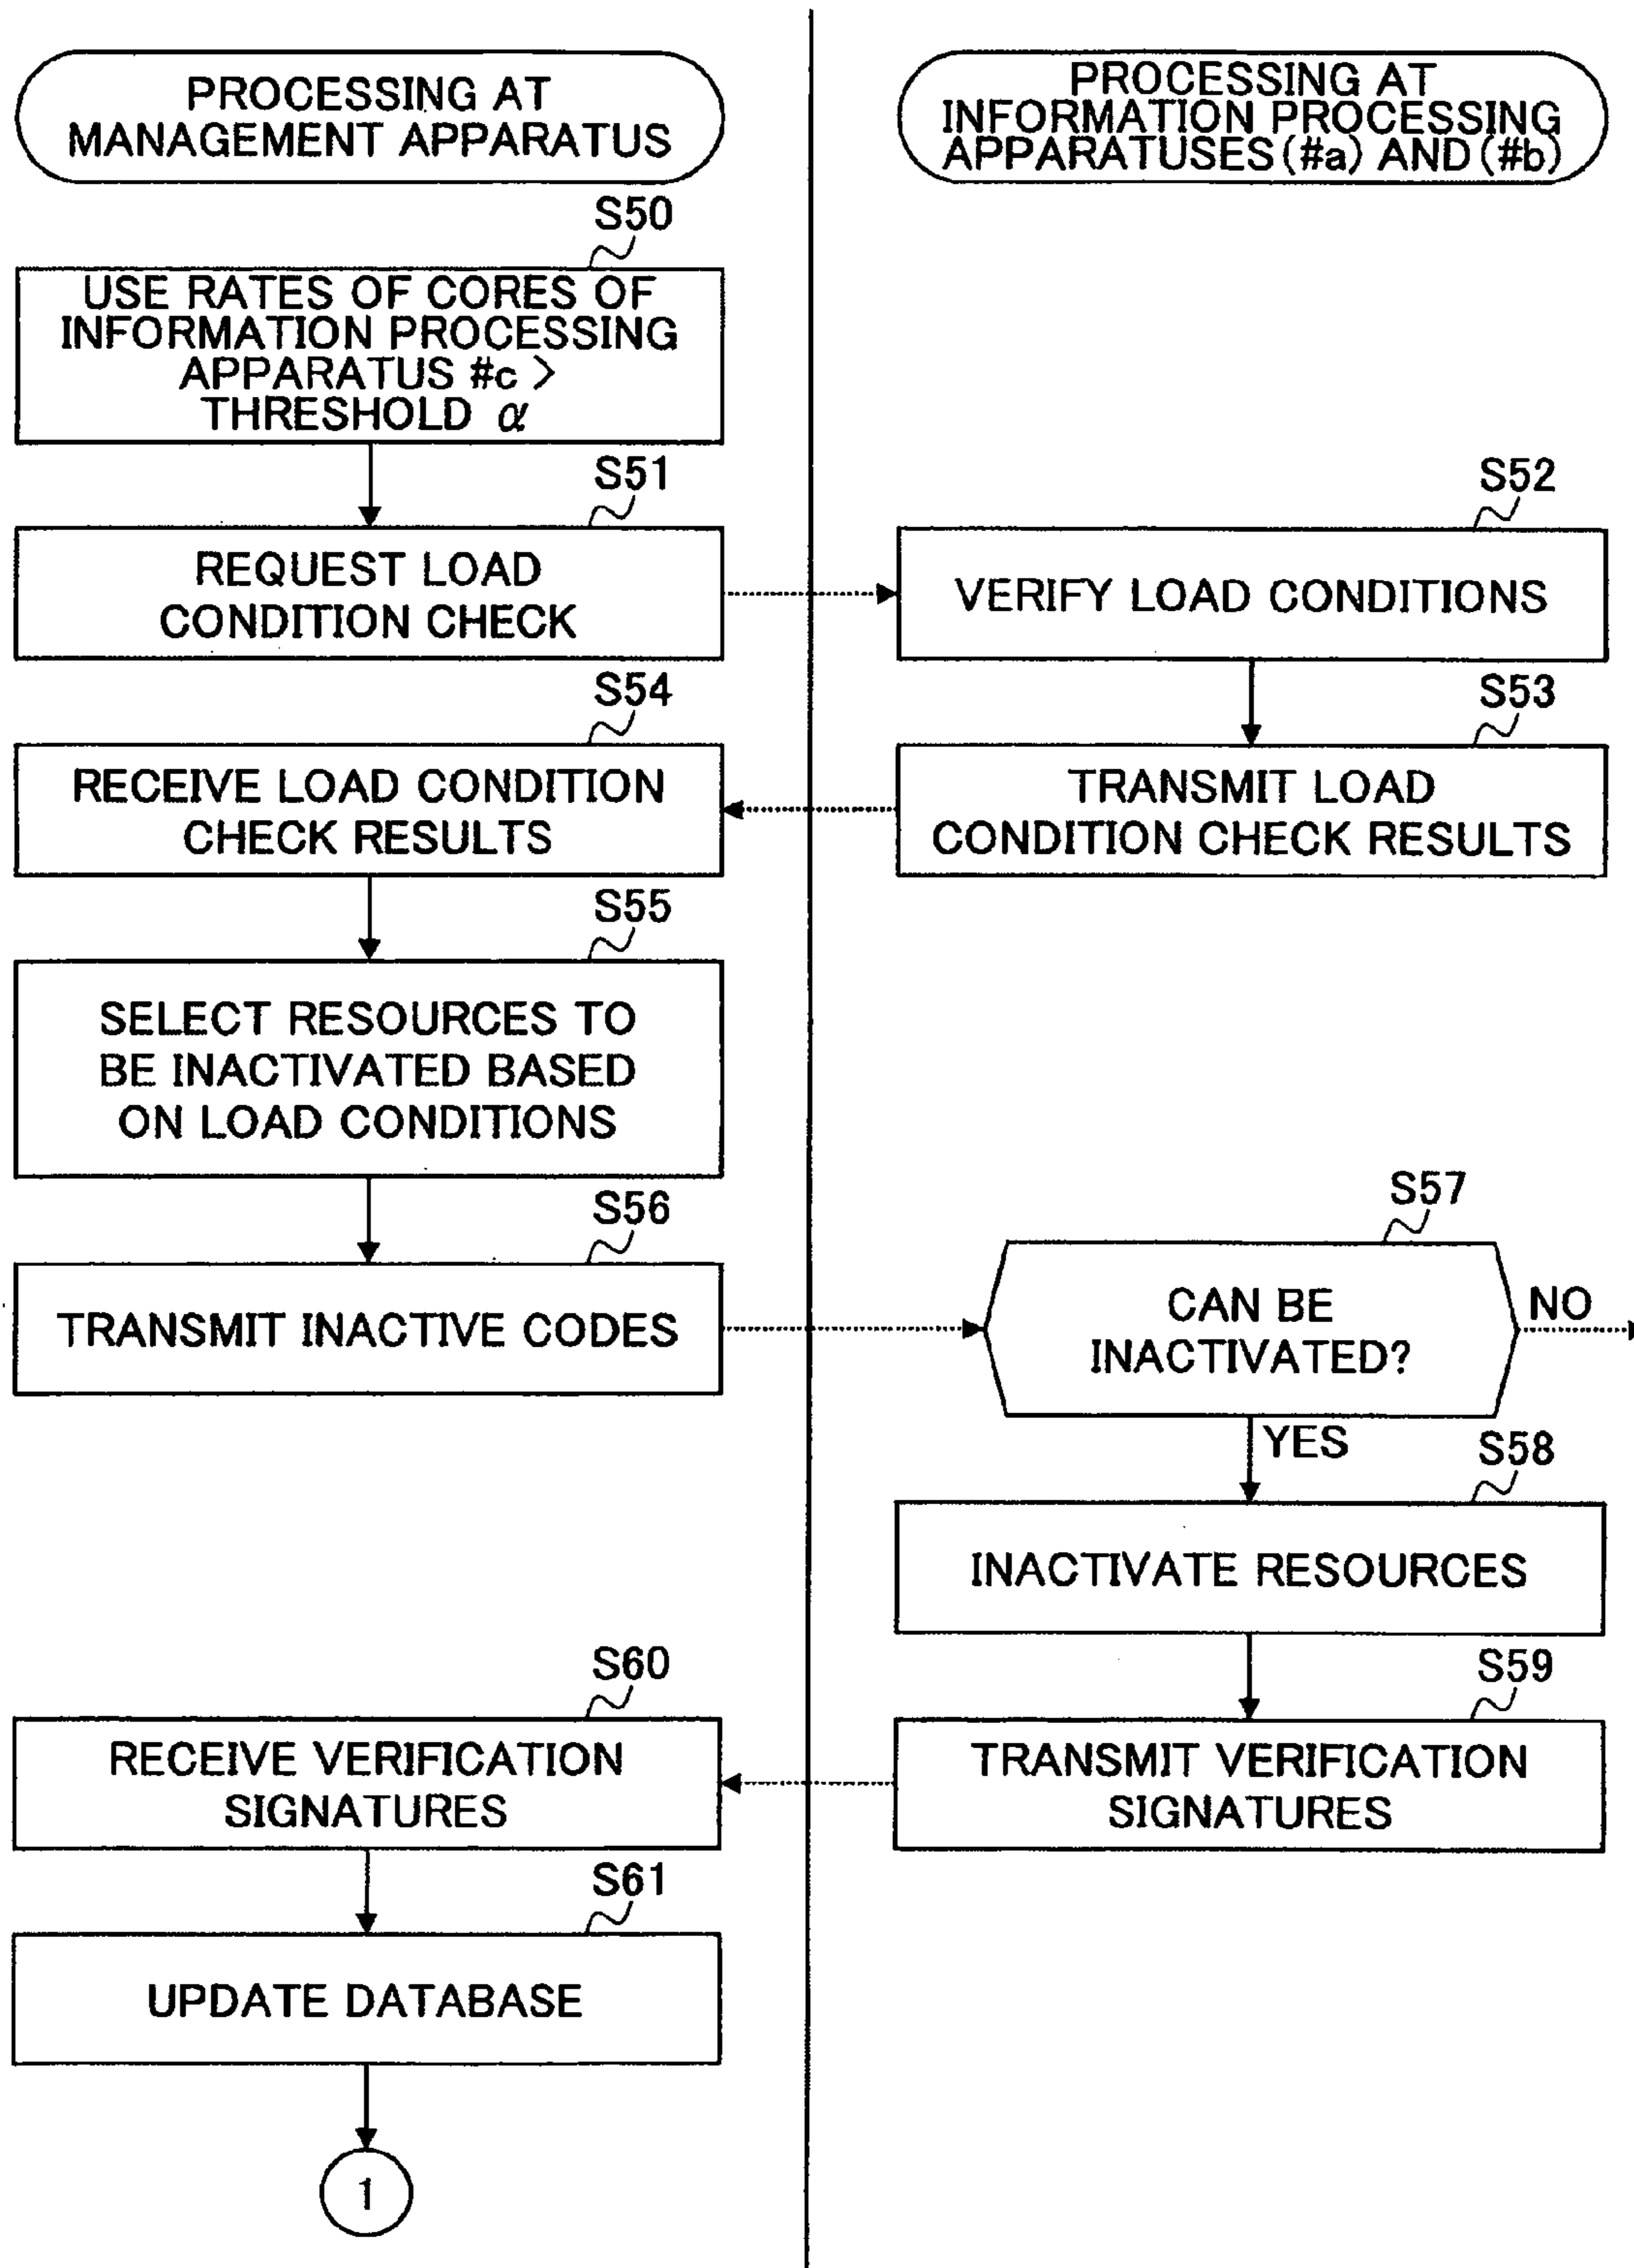 PROCESSING AT
MANAGEMENT APPARATUS
PROCESSING AT
INFORMATION PROCESSING
APPARATUSES (#a) AND (#b)
S50
USE RATES OF CORES OF
INFORMATION PROCESSING
APPARATUS #c >
THRESHOLD α
S51
REQUEST LOAD
CONDITION CHECK
S52
VERIFY LOAD CONDITIONS
S53
TRANSMIT LOAD
CONDITION CHECK RESULTS
S54
RECEIVE LOAD CONDITION
CHECK RESULTS
S55
SELECT RESOURCES TO
BE INACTIVATED BASED
ON LOAD CONDITIONS
S56
TRANSMIT INACTIVE CODES
S57
CAN BE
INACTIVATED?
NO
YES
S58
INACTIVATE RESOURCES
S59
TRANSMIT VERIFICATION
SIGNATURES
S60
RECEIVE VERIFICATION
SIGNATURES
S61
UPDATE DATABASE
1